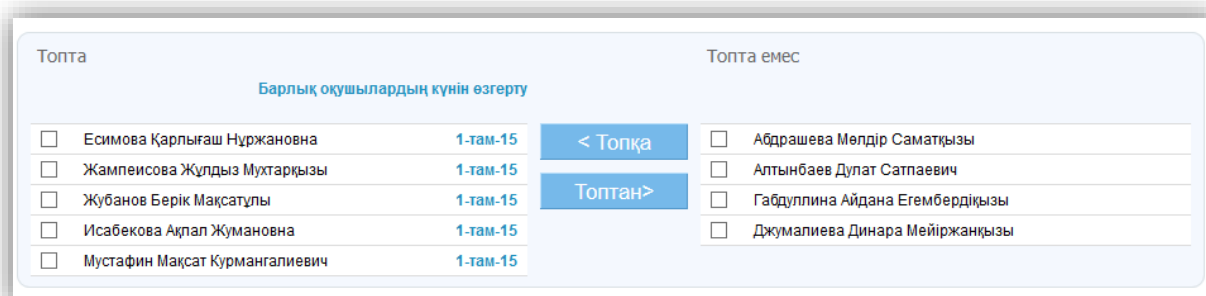 Топта
Топта емес
Барлық оқушылардың күнін өзгерту
Есимова Қарлығаш Нұржановна 1-там-15
Жампеисова Жұлдыз Мухтарқызы 1-там-15
Жубанов Берік Мақсатұлы 1-там-15
Исабекова Ақпал Жумановна 1-там-15
Мустафин Мақсат Курмангалиевич 1-там-15
< Топқа
Топтан>
Абдрашева Мөлдір Саматқызы
Алтынбаев Дулат Сатпаевич
Габдуллина Айдана Егембердіқызы
Джумалиева Динара Мейіржанқызы